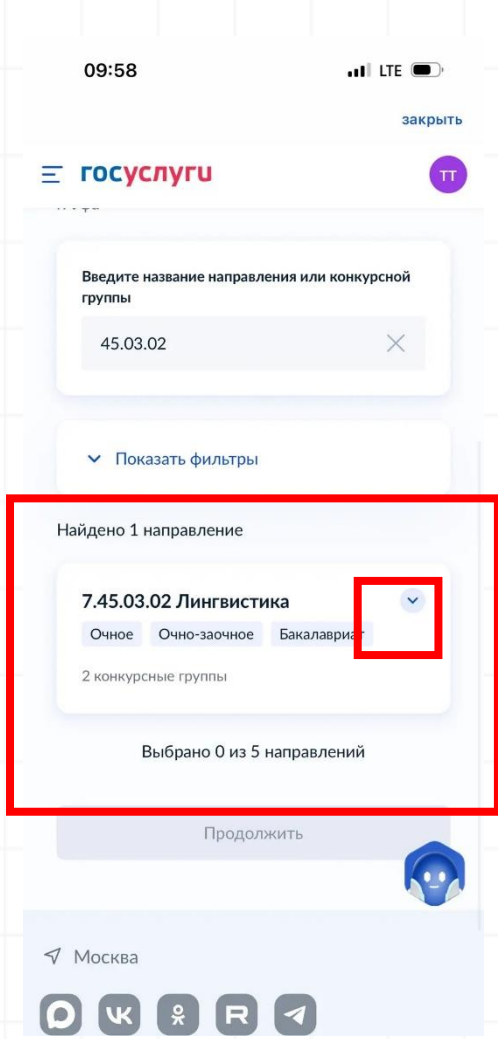 09:58
LTE
закрыть
госуслуги
ТТ
Введите название направления или конкурсной
группы
45.03.02
Показать фильтры
Найдено 1 направление
7.45.03.02 Лингвистика
Очное Очно-заочное Бакалавриат
2 конкурсные группы
Выбрано 0 из 5 направлений
Продолжить
Москва